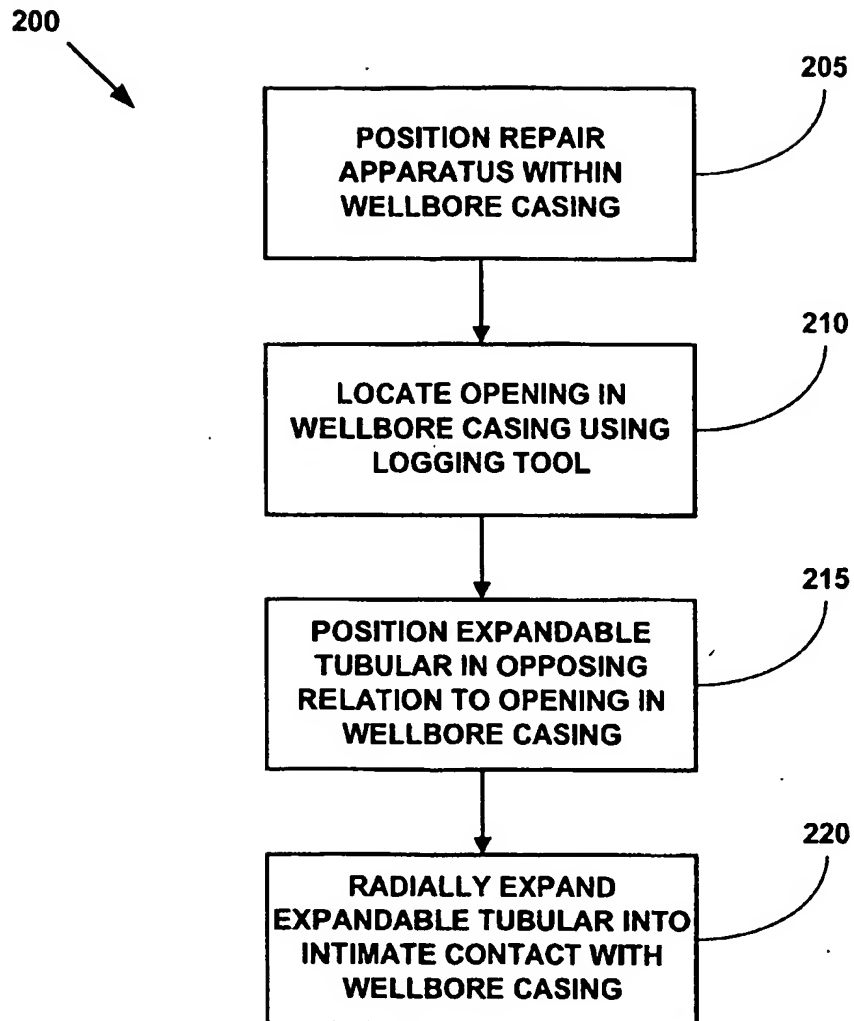 200
205
POSITION REPAIR
APPARATUS WITHIN
WELLBORE CASING
210
LOCATE OPENING IN
WELLBORE CASING USING
LOGGING TOOL
215
POSITION EXPANDABLE
TUBULAR IN OPPOSING
RELATION TO OPENING IN
WELLBORE CASING
220
RADIALLY EXPAND
EXPANDABLE TUBULAR INTO
INTIMATE CONTACT WITH
WELLBORE CASING